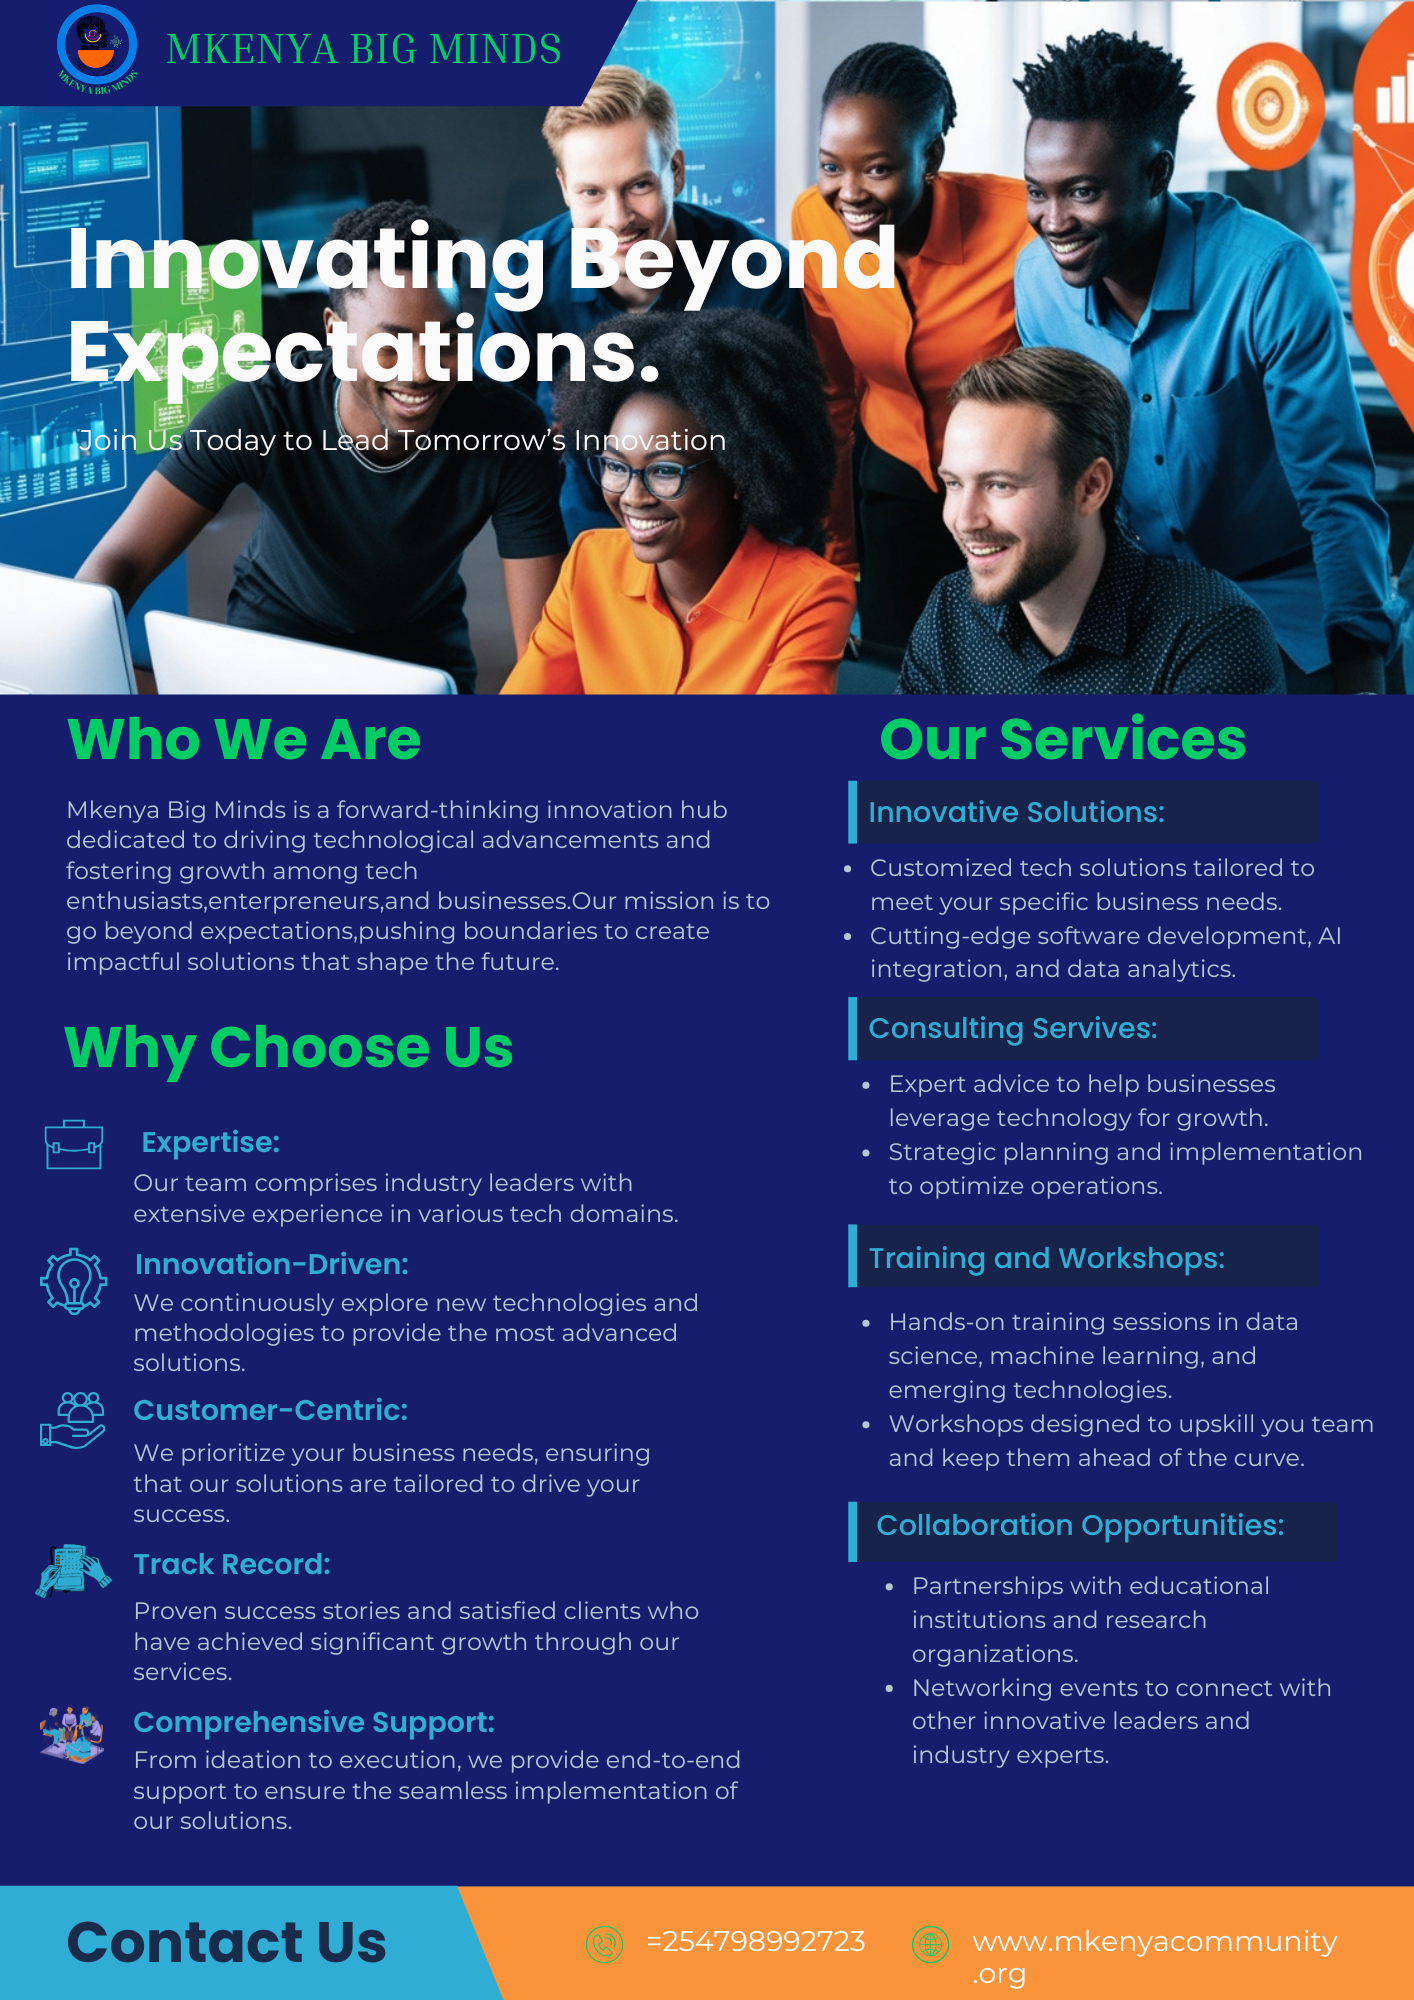 MKENYA BIG MINDS
MKENYA BIG MINDS
Innovating Beyond
Expectations.
Join Us Today to Lead Tomorrow’s Innovation
Who We Are
Mkenya Big Minds is a forward-thinking innovation hub
dedicated to driving technological advancements and
fostering growth among tech
enthusiasts,enterpreneurs,and businesses.Our mission is to
go beyond expectations,pushing boundaries to create
impactful solutions that shape the future.
Why Choose Us
Expertise:
Our team comprises industry leaders with
extensive experience in various tech domains.
Innovation-Driven:
We continuously explore new technologies and
methodologies to provide the most advanced
solutions.
Customer-Centric:
We prioritize your business needs, ensuring
that our solutions are tailored to drive your
success.
Track Record:
Proven success stories and satisfied clients who
have achieved significant growth through our
services.
Comprehensive Support:
From ideation to execution, we provide end-to-end
support to ensure the seamless implementation of
our solutions.
Our Services
Innovative Solutions:
• Customized tech solutions tailored to
meet your specific business needs.
• Cutting-edge software development, AI
integration, and data analytics.
Consulting Servives:
• Expert advice to help businesses
leverage technology for growth.
• Strategic planning and implementation
to optimize operations.
Training and Workshops:
• Hands-on training sessions in data
science, machine learning, and
emerging technologies.
• Workshops designed to upskill you team
and keep them ahead of the curve.
Collaboration Opportunities:
• Partnerships with educational
institutions and research
organizations.
• Networking events to connect with
other innovative leaders and
industry experts.
Contact Us
=254798992723
www.mkenyacommunity
.org